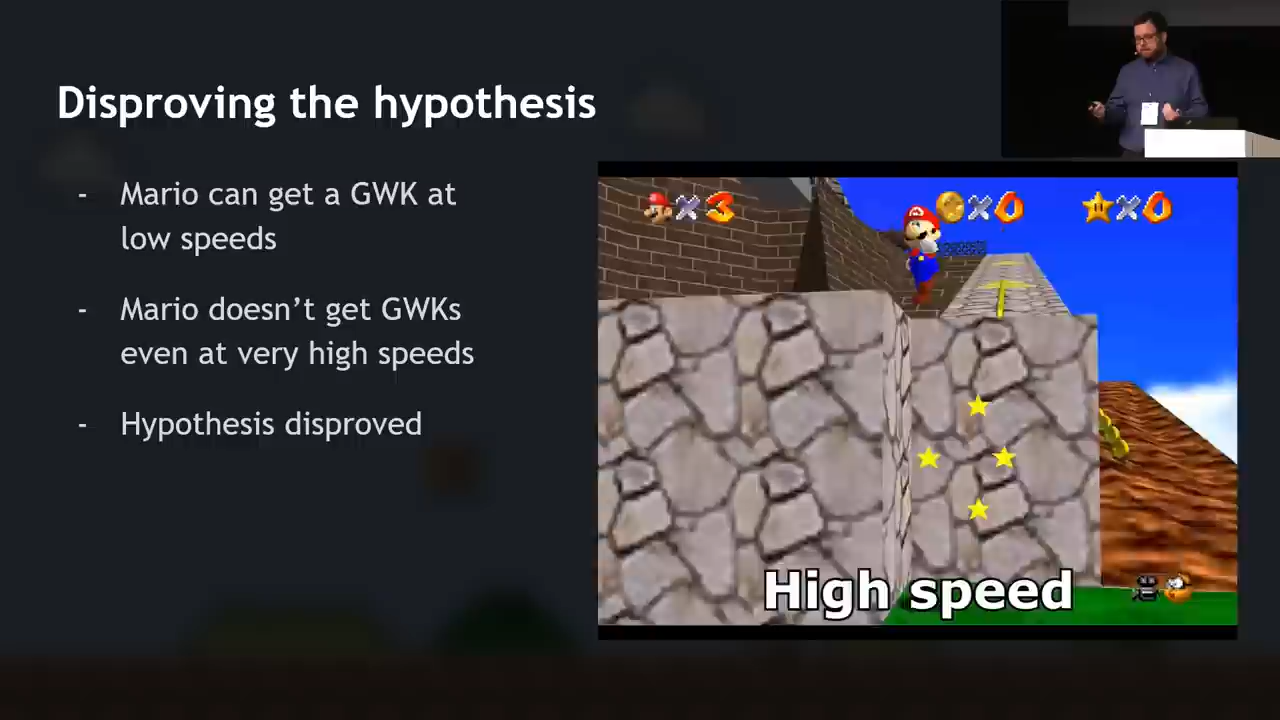 Disproving the hypothesis
- Mario can get a GWK at
low speeds
- Mario doesn’t get GWKs
even at very high speeds
- Hypothesis disproved
×3 ×0 ×0
High speed